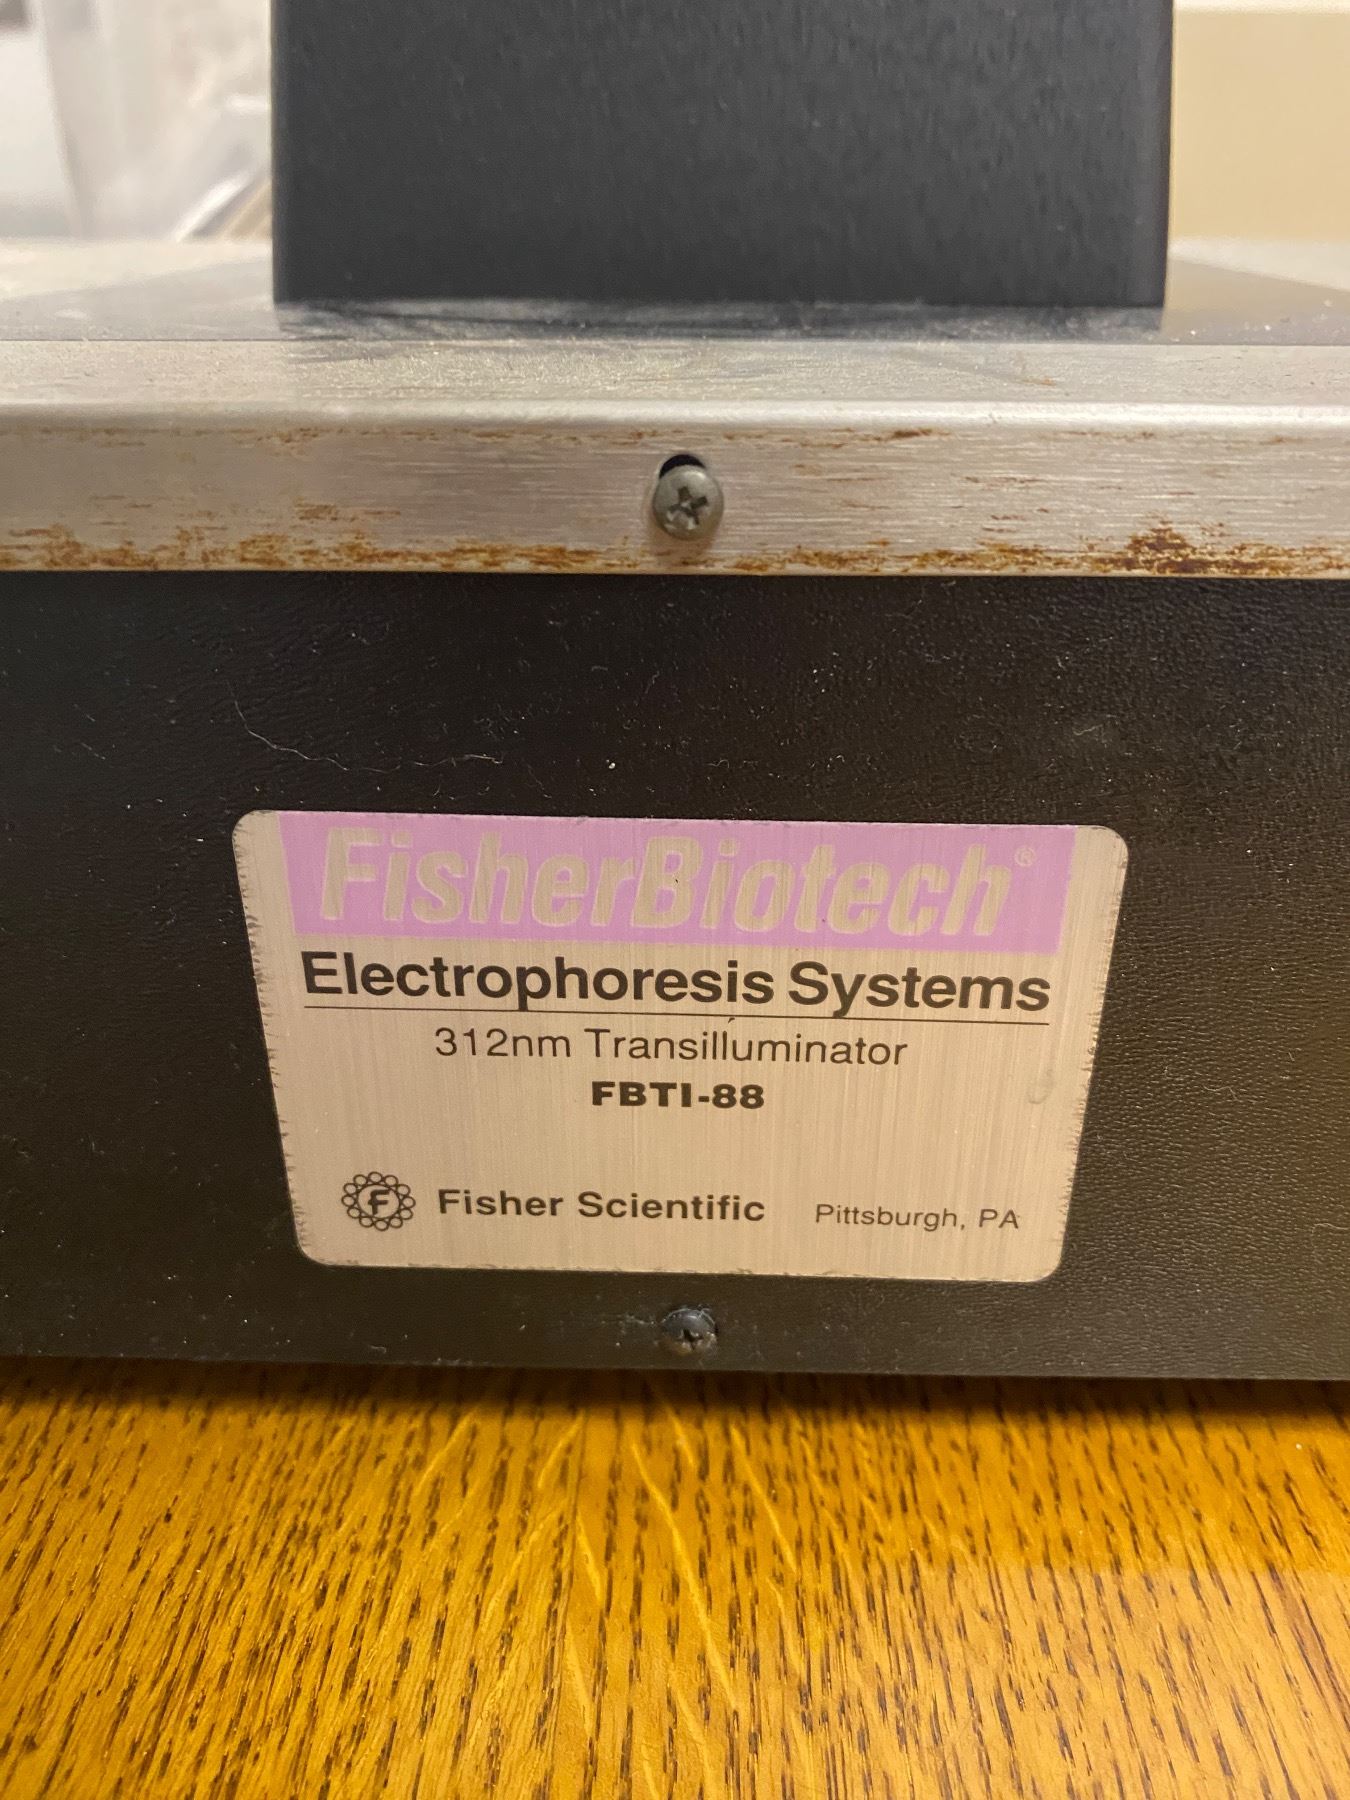 FisherBiotech®
Electrophoresis Systems
312nm Transilluminator
FBTI-88
F Fisher Scientific Pittsburgh, PA